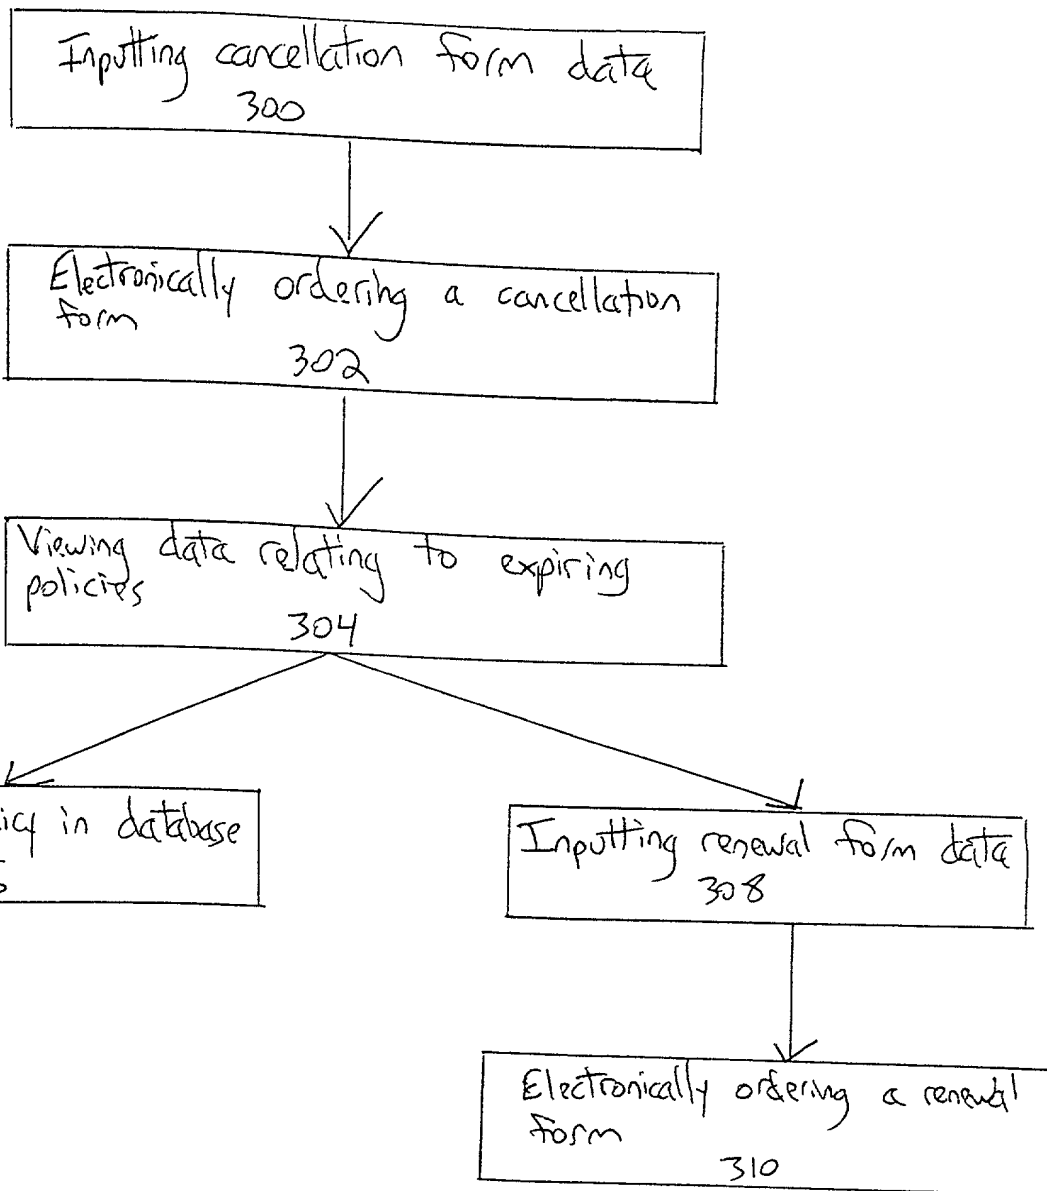 Inputting cancellation form data
300
Electronically ordering a cancellation
form
302
Viewing data relating to expiring
policies
304
in database
Inputting renewal form data
308
Electronically ordering a renewal
form
310